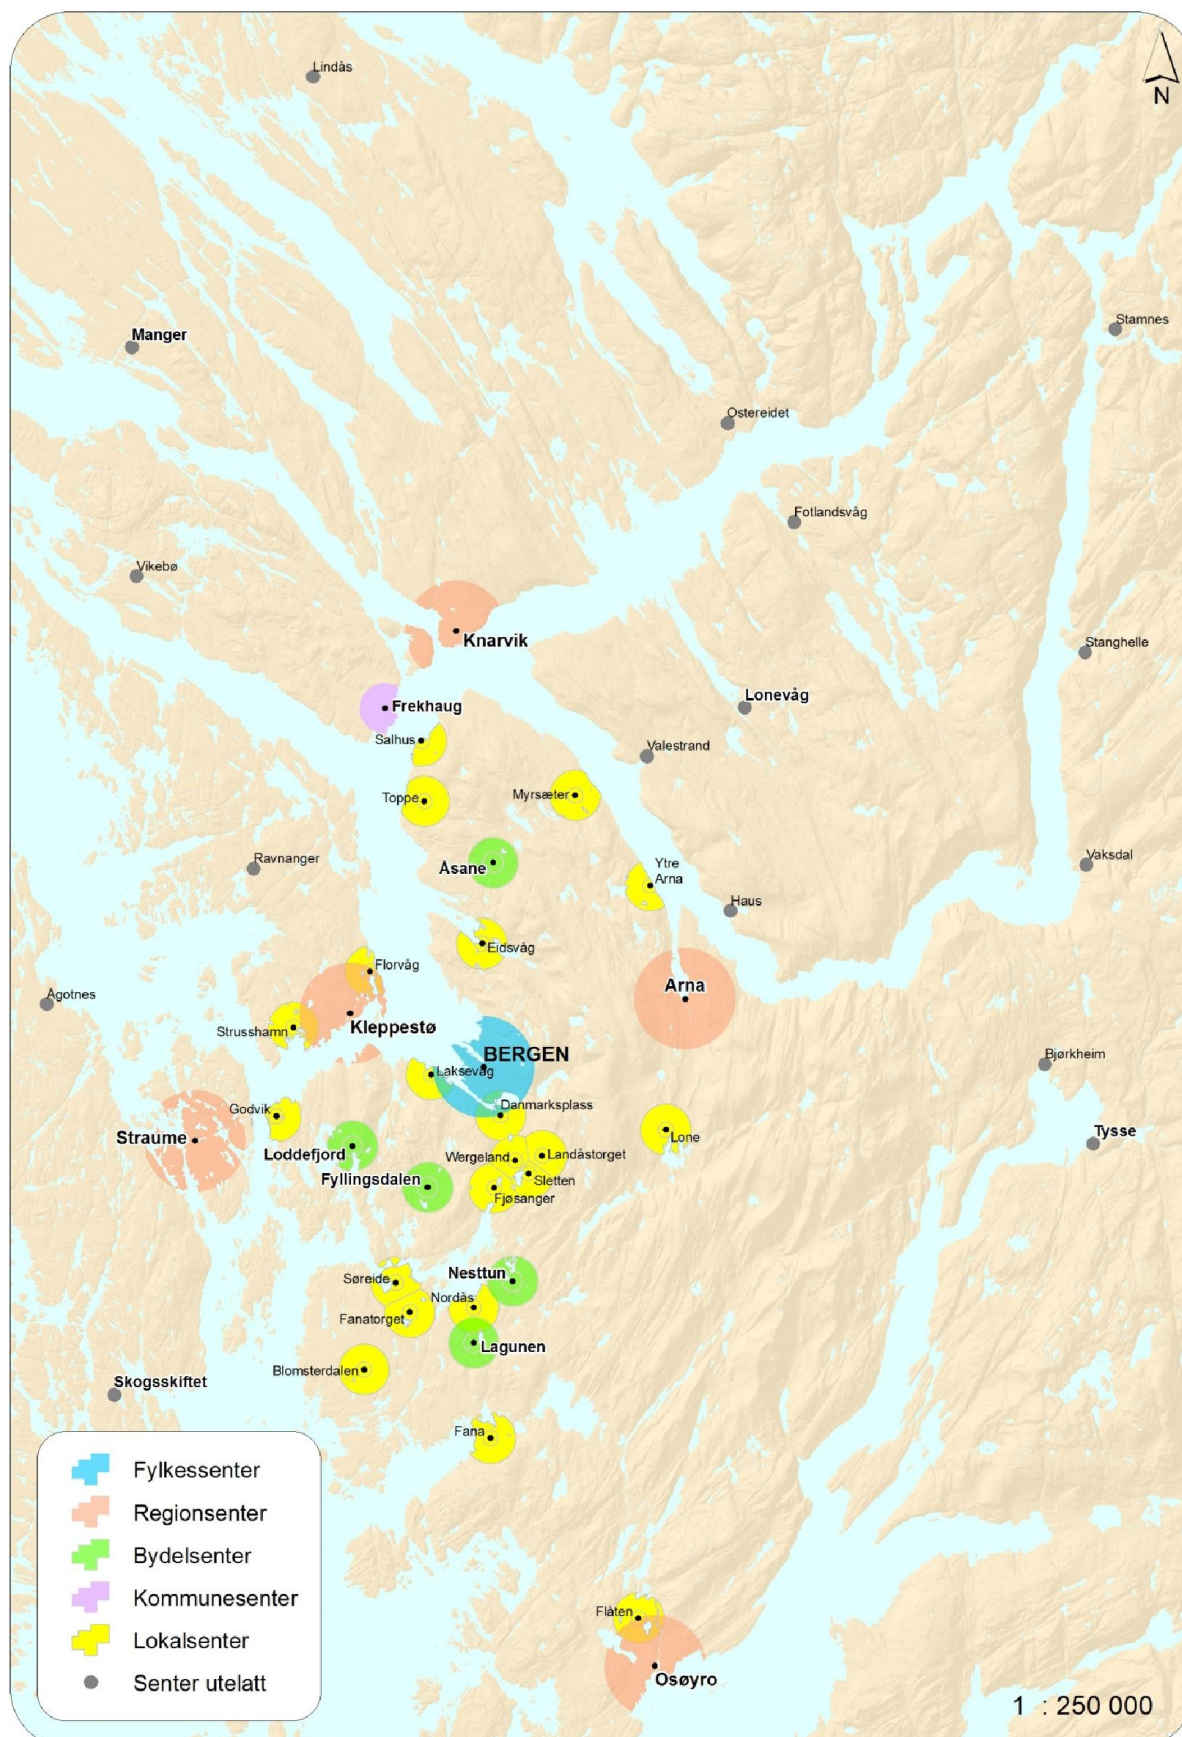 Lindås
N
Manger
Stamnes
Ostereidet
Fotlandsvåg
Vikebø
Knarvik
Stanghelle
Lonevåg
Frekhaug
Salhus
Valestrand
Toppe
Myrsæter
Ravnanger
Åsane
Ytre
Arna
Vaksdal
Haus
Eidsvåg
Florvåg
Arna
Ågotnes
Kleppestø
Strusshamn
BERGEN
Bjørkheim
Laksevåg
Godvik
Danmarksplass
Straume
Lone
Tysse
Loddefjord
Wergeland
Landåstorget
Fyllingsdalen
Sletten
Fjøsanger
Søreide
Nesttun
Nordås
Fanatorget
Lagunen
Blomsterdalen
Skogsskiftet
Fana
Fylkessenter
Regionsenter
Bydelsenter
Kommunesenter
Lokalsenter
Senter utelatt
Flåten
Osøyro
1 : 250 000